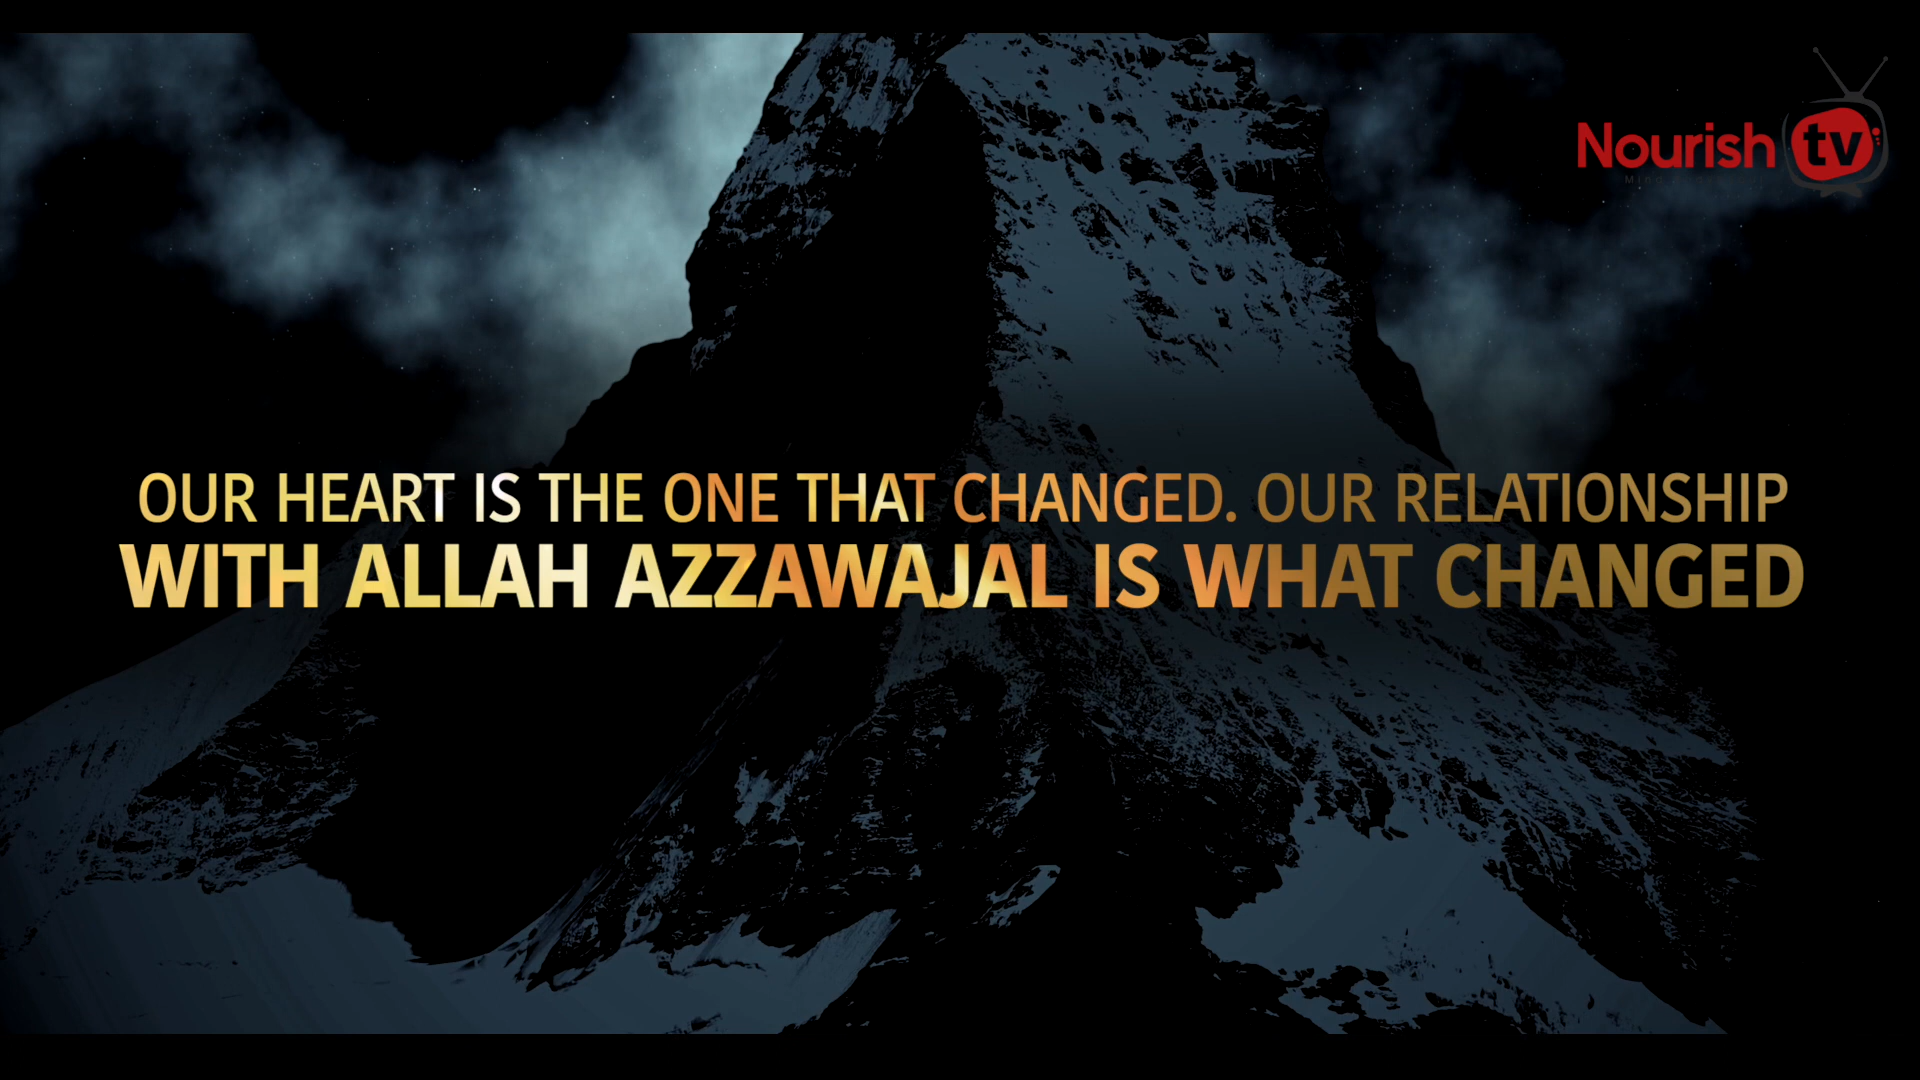 Nourish tv
OUR HEART IS THE ONE THAT CHANGED. OUR RELATIONSHIP
WITH ALLAH AZZAWAJAL IS WHAT CHANGED